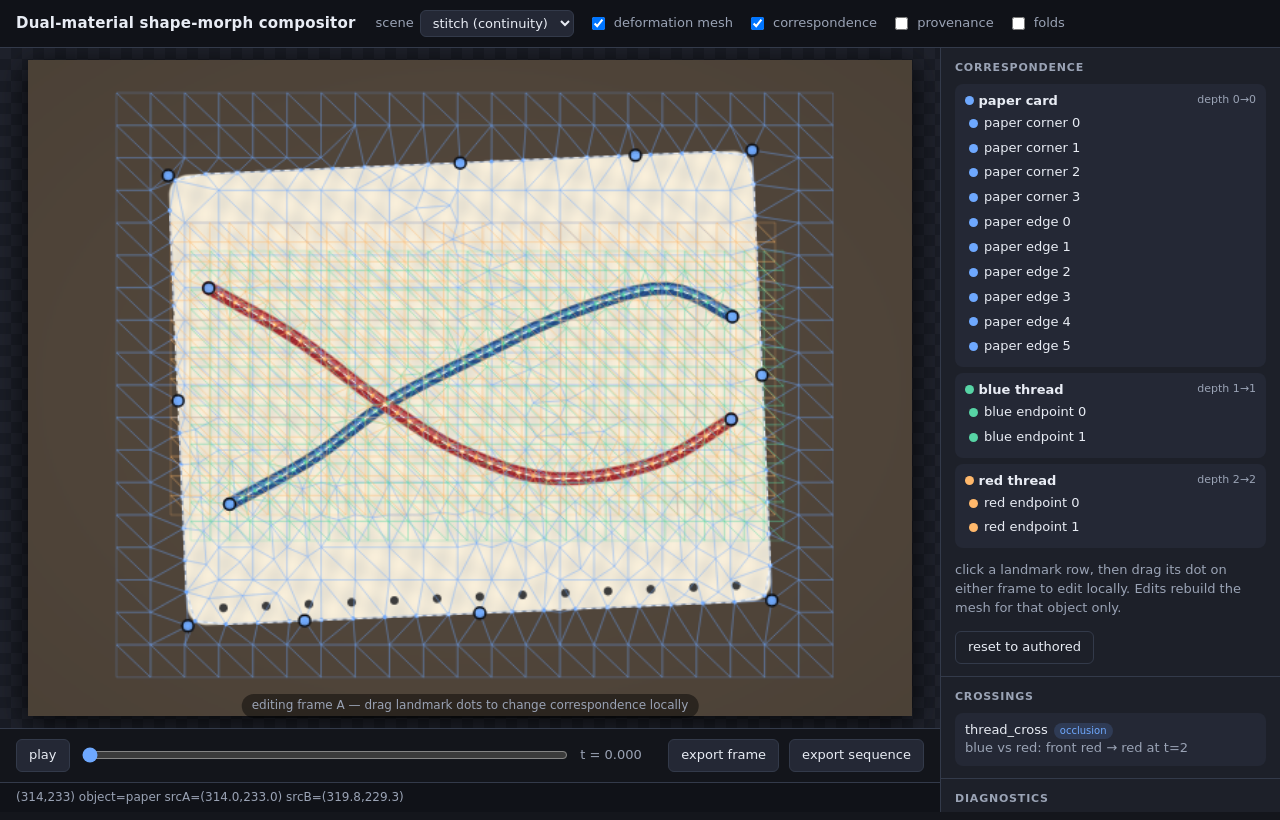 Dual-material shape-morph compositor
scene stitch (continuity) deformation mesh correspondence provenance folds
editing frame A — drag landmark dots to change correspondence locally
play t = 0.000 export frame export sequence
(314,233) object=paper srcA=(314.0,233.0) srcB=(319.8,229.3)
CORRESPONDENCE
paper card depth 0→0
paper corner 0
paper corner 1
paper corner 2
paper corner 3
paper edge 0
paper edge 1
paper edge 2
paper edge 3
paper edge 4
paper edge 5
blue thread depth 1→1
blue endpoint 0
blue endpoint 1
red thread depth 2→2
red endpoint 0
red endpoint 1
click a landmark row, then drag its dot on
either frame to edit locally. Edits rebuild the
mesh for that object only.
reset to authored
CROSSINGS
thread_cross occlusion
blue vs red: front red → red at t=2
DIAGNOSTICS